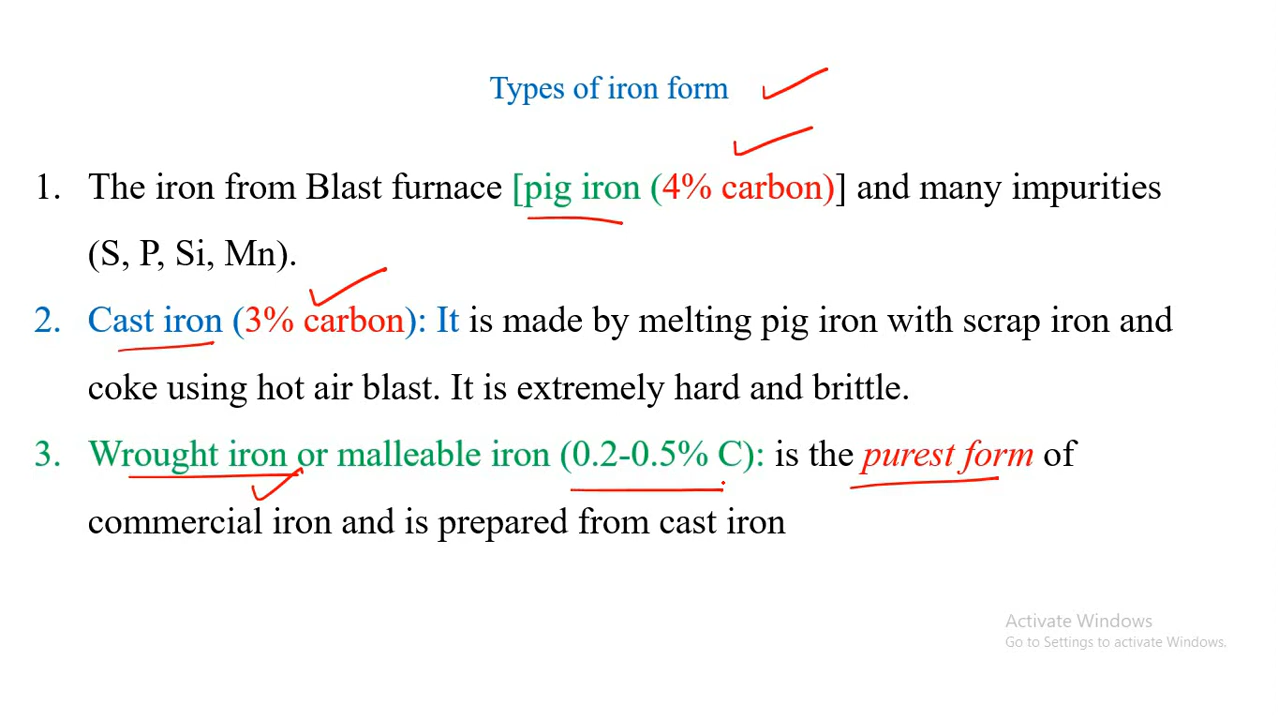 Types of iron form
1. The iron from Blast furnace [pig iron (4% carbon)] and many impurities
(S, P, Si, Mn).
2. Cast iron (3% carbon): It is made by melting pig iron with scrap iron and
coke using hot air blast. It is extremely hard and brittle.
3. Wrought iron or malleable iron (0.2-0.5% C): is the purest form of
commercial iron and is prepared from cast iron
Activate Windows
Go to Settings to activate Windows.